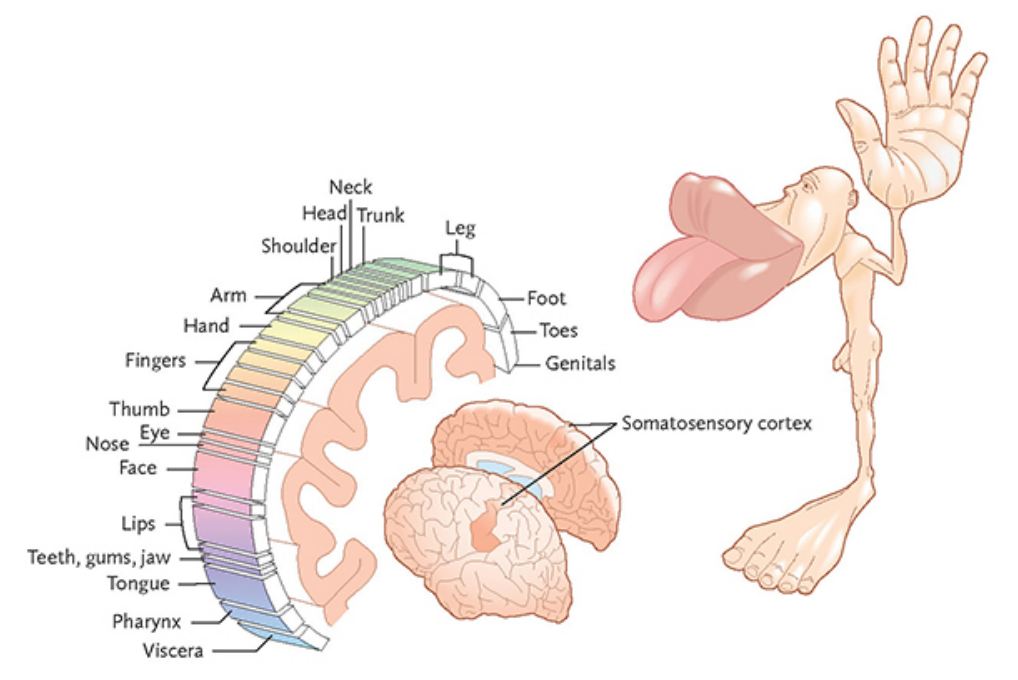 Neck
Head
Trunk
Shoulder
Leg
Arm
Hand
Fingers
Thumb
Eye
Nose
Face
Lips
Teeth, gums, jaw
Tongue
Pharynx
Viscera
Foot
Toes
Genitals
Somatosensory cortex